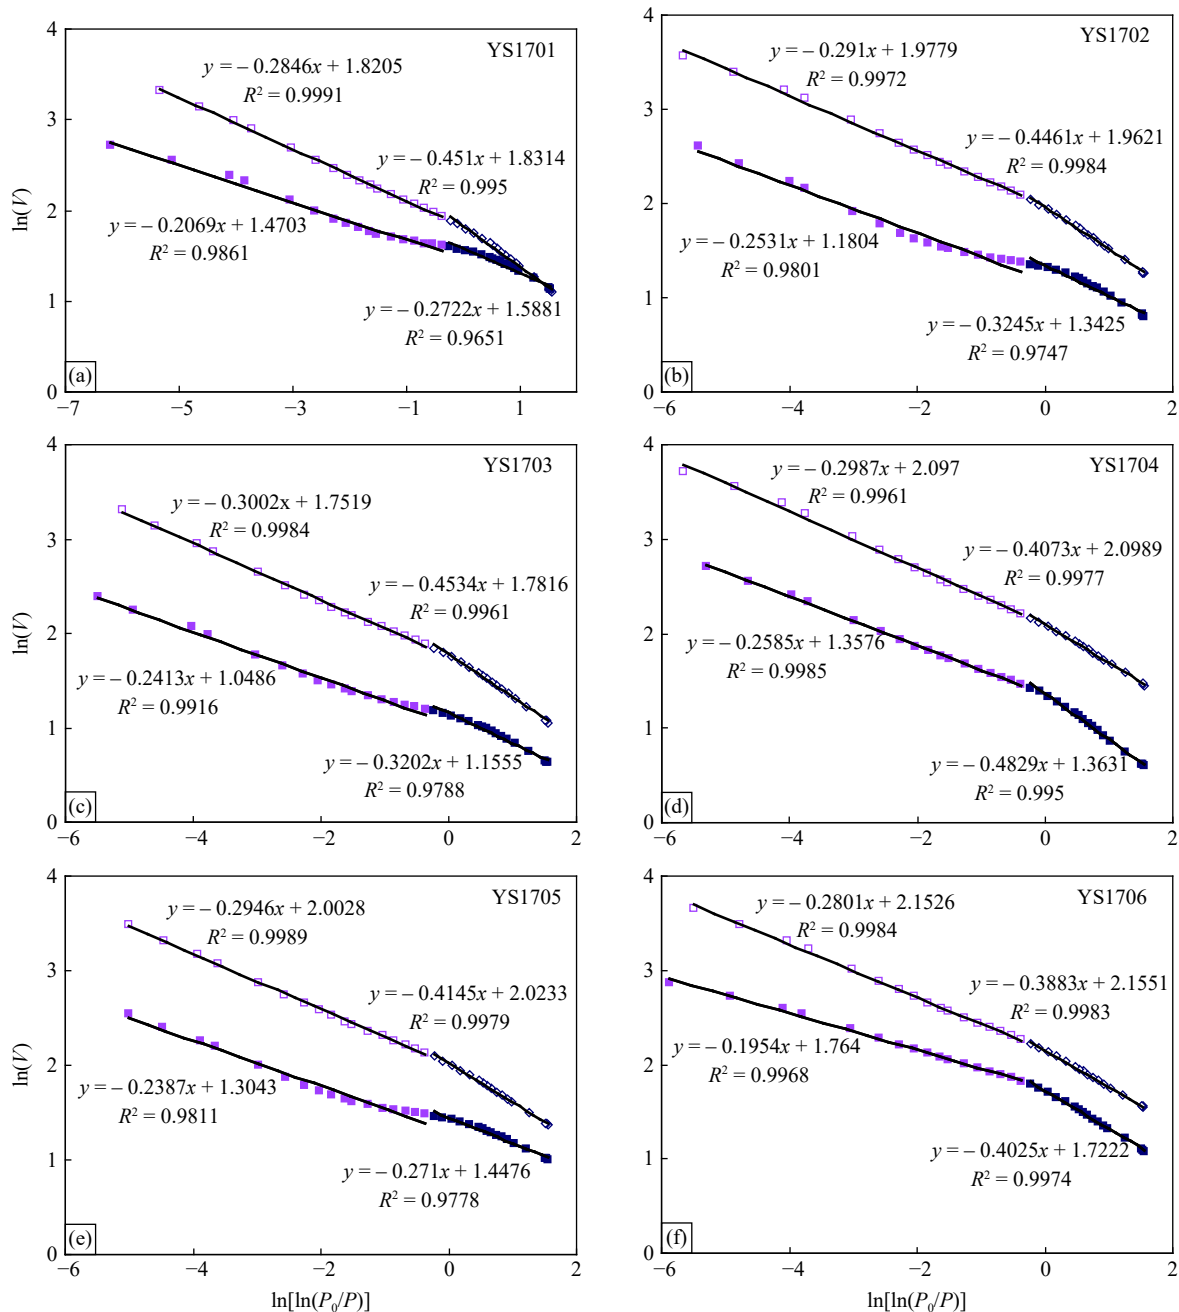 YS1701
y = – 0.2846x + 1.8205
R² = 0.9991
y = – 0.451x + 1.8314
R² = 0.995
y = – 0.2069x + 1.4703
R² = 0.9861
y = – 0.2722x + 1.5881
R² = 0.9651
ln(V)
4
3
2
1
0
(a)
−7 −5 −3 −1 1
YS1702
y = – 0.291x + 1.9779
R² = 0.9972
y = – 0.4461x + 1.9621
R² = 0.9984
y = – 0.2531x + 1.1804
R² = 0.9801
y = – 0.3245x + 1.3425
R² = 0.9747
4
3
2
1
0
(b)
−6 −4 −2 0 2
YS1703
y = – 0.3002x + 1.7519
R² = 0.9984
y = – 0.4534x + 1.7816
R² = 0.9961
y = – 0.2413x + 1.0486
R² = 0.9916
y = – 0.3202x + 1.1555
R² = 0.9788
ln(V)
4
3
2
1
0
(c)
−6 −4 −2 0 2
YS1704
y = – 0.2987x + 2.097
R² = 0.9961
y = – 0.4073x + 2.0989
R² = 0.9977
y = – 0.2585x + 1.3576
R² = 0.9985
y = – 0.4829x + 1.3631
R² = 0.995
4
3
2
1
0
(d)
−6 −4 −2 0 2
YS1705
y = – 0.2946x + 2.0028
R² = 0.9989
y = – 0.4145x + 2.0233
R² = 0.9979
y = – 0.2387x + 1.3043
R² = 0.9811
y = – 0.271x + 1.4476
R² = 0.9778
ln(V)
4
3
2
1
0
(e)
−6 −4 −2 0 2
ln[ln(P₀/P)]
YS1706
y = – 0.2801x + 2.1526
R² = 0.9984
y = – 0.3883x + 2.1551
R² = 0.9983
y = – 0.1954x + 1.764
R² = 0.9968
y = – 0.4025x + 1.7222
R² = 0.9974
4
3
2
1
0
(f)
−6 −4 −2 0 2
ln[ln(P₀/P)]